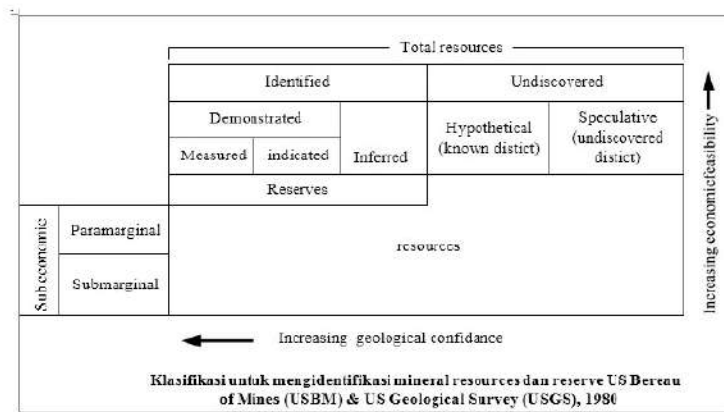 Total resources
Identified
Undiscovered
Demonstrated
Measured
indicated
Inferred
Hypothetical
(known distict)
Speculative
(undiscovered
distict)
Reserves
Subeconomic
Paramarginal
Submarginal
resources
Increasing economicfeasibility
Increasing geological confidance
Klasifikasi untuk mengidentifikasi mineral resources dan reserve US Bereau
of Mines (USBM) & US Geological Survey (USGS), 1980